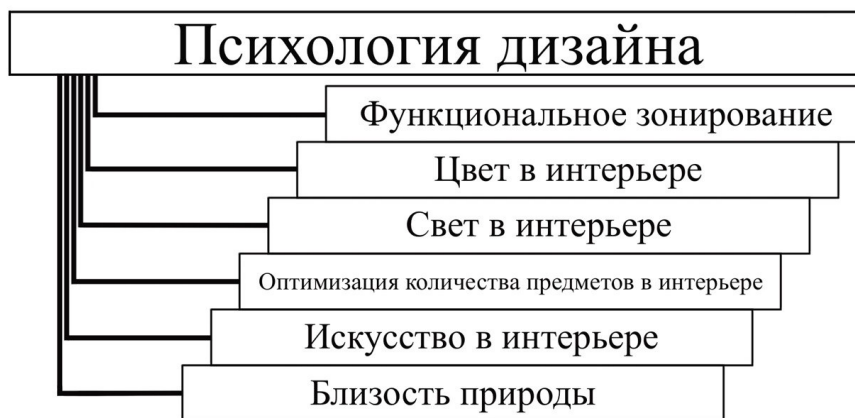 Психология дизайна
Функциональное зонирование
Цвет в интерьере
Свет в интерьере
Оптимизация количества предметов в интерьере
Искусство в интерьере
Близость природы